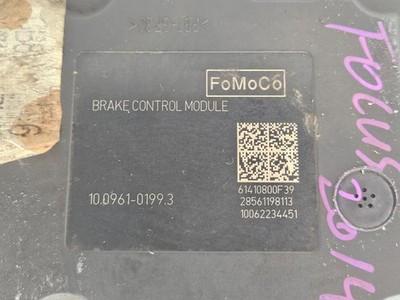 FoMoCo
BRAKE CONTROL MODULE
10.0961-0199.3
61410800F39
28561198113
10062234451
FOCUS 2014